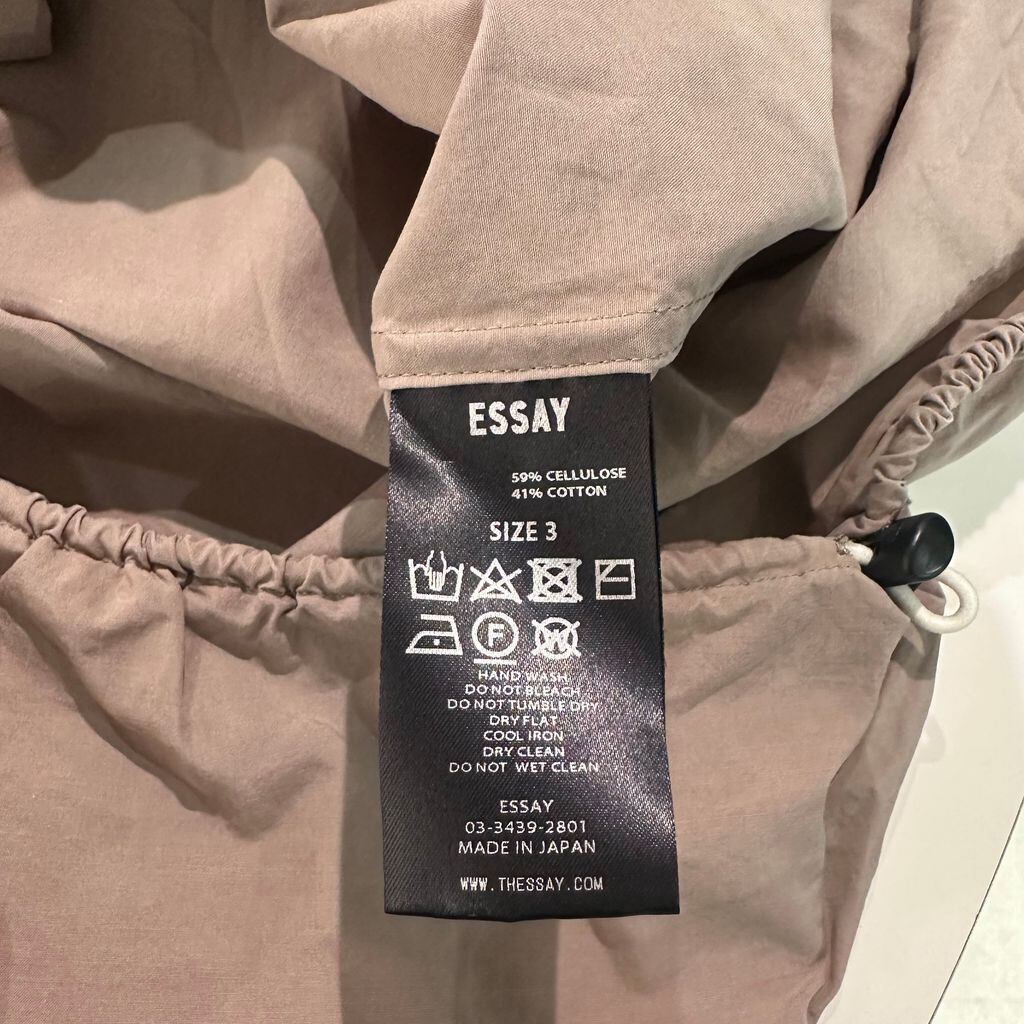 ESSAY
59% CELLULOSE
41% COTTON
SIZE 3
F W
HAND WASH
DO NOT BLEACH
DO NOT TUMBLE DRY
DRY FLAT
COOL IRON
DRY CLEAN
DO NOT WET CLEAN
ESSAY
03-3439-2801
MADE IN JAPAN
WWW.THESSAY.COM